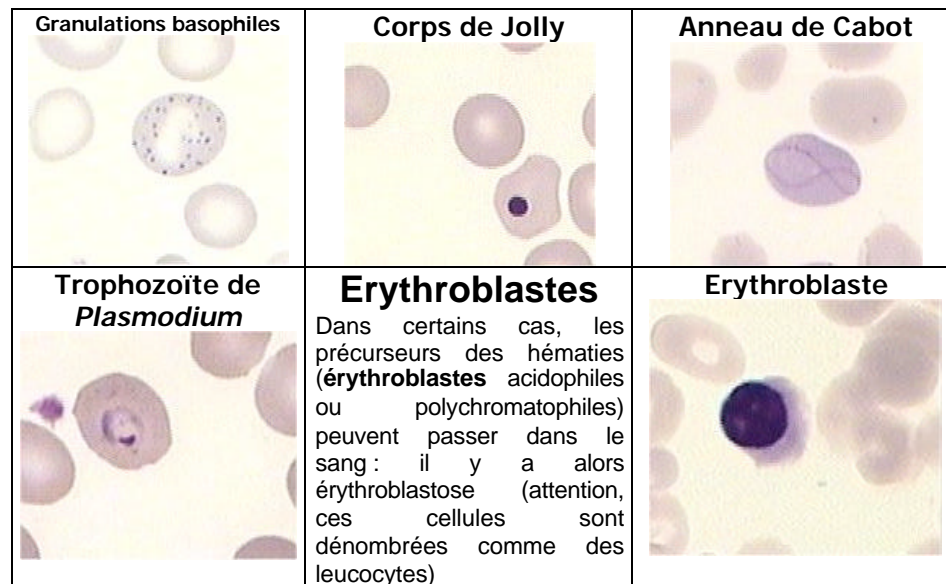 Granulations basophiles
Corps de Jolly
Anneau de Cabot
Trophozoïte de
Plasmodium
Erythroblastes
Dans certains cas, les
précurseurs des hématies
(érythroblastes acidophiles
ou polychromatophiles)
peuvent passer dans le
sang : il y a alors
érythroblastose (attention,
ces cellules sont
dénombrées comme des
leucocytes)
Erythroblaste